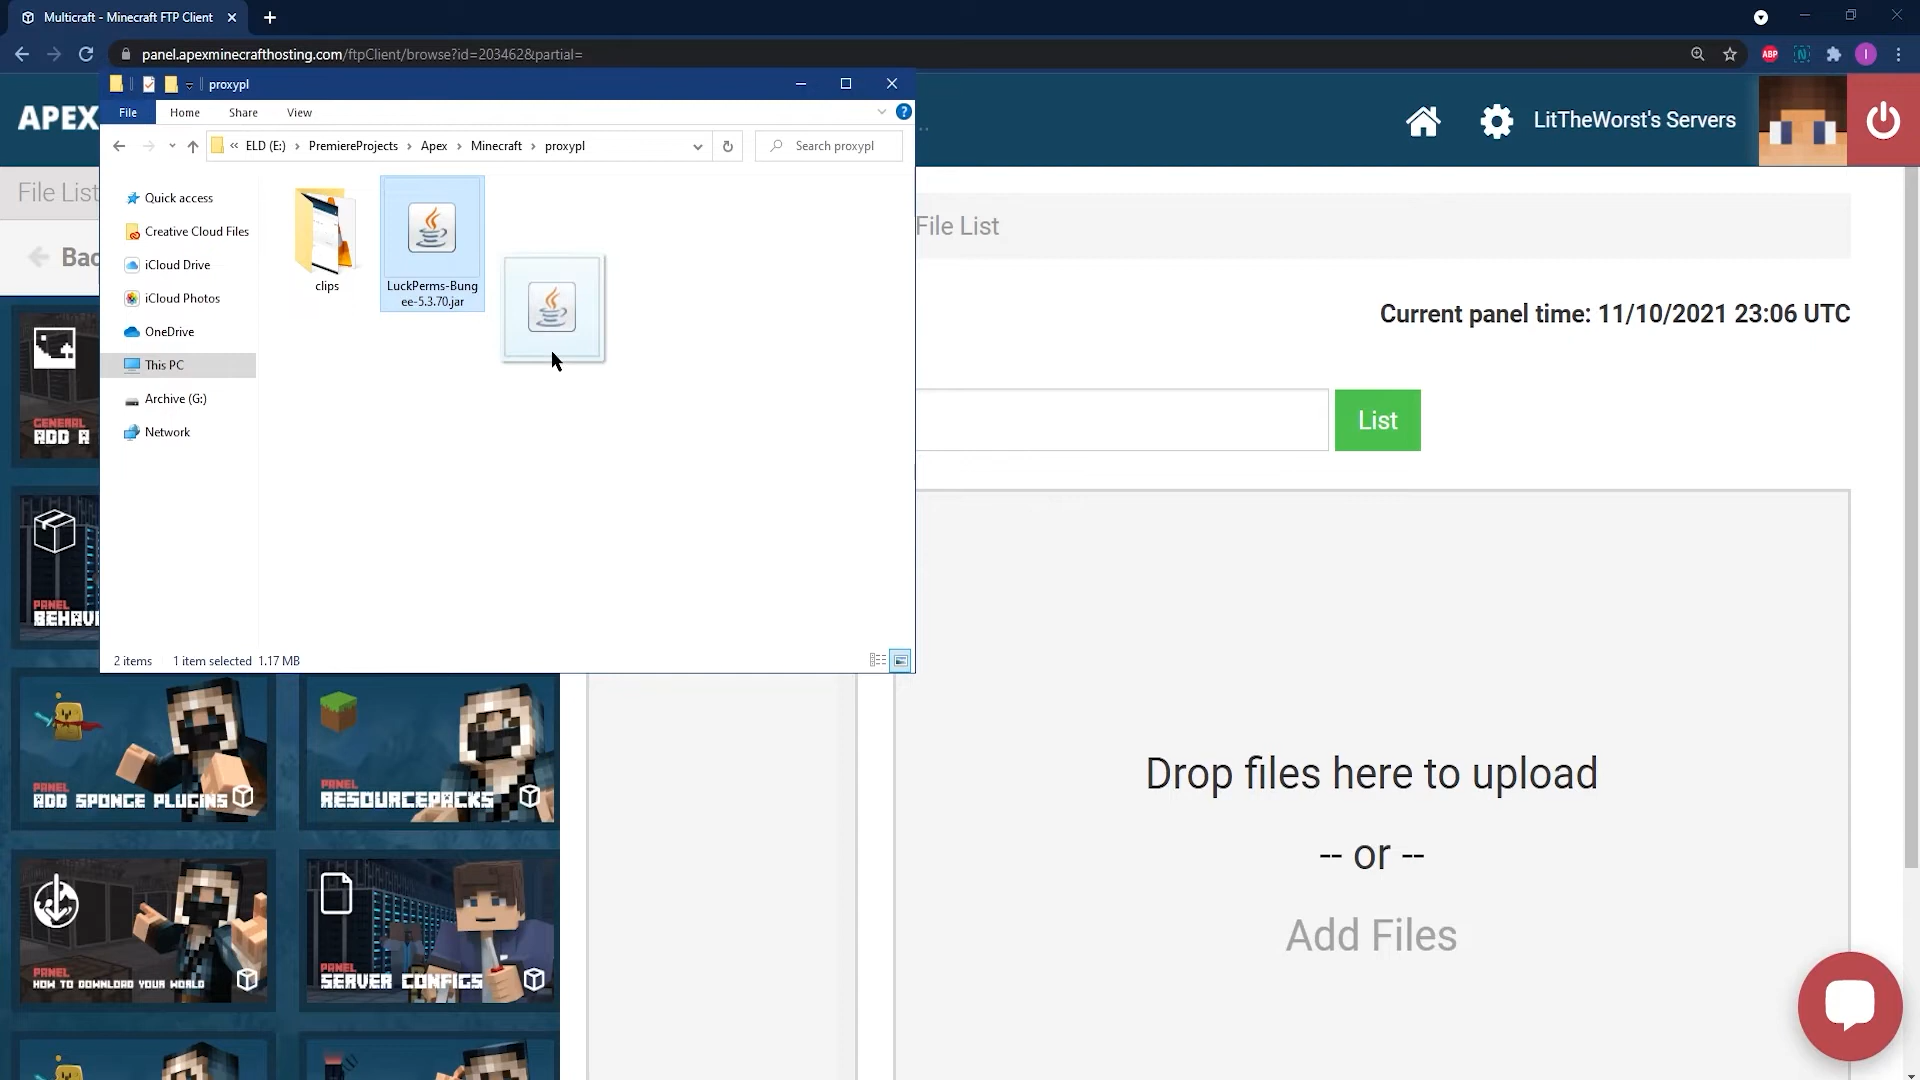 Multicraft - Minecraft FTP Client
panel.apexminecrafthosting.com/ftpClient/browse?id=203462&partial=
ABP
N
I
proxypl
File
Home
Share
View
?
« ELD (E:) › PremiereProjects › Apex › Minecraft › proxypl
Search proxypl
APEX
LitTheWorst's Servers
File List
Quick access
Creative Cloud Files
iCloud Drive
iCloud Photos
OneDrive
This PC
Archive (G:)
Network
clips
LuckPerms-Bung
ee-5.3.70.jar
File List
Bac
Current panel time: 11/10/2021 23:06 UTC
List
GENERAL
ADD A
PANEL
BEHAVI
2 items
1 item selected 1.17 MB
Drop files here to upload
-- or --
Add Files
PANEL
ADD SPONGE PLUGINS
PANEL
RESOURCEPACKS
PANEL
HOW TO DOWNLOAD YOUR WORLD
PANEL
SERVER CONFIGS